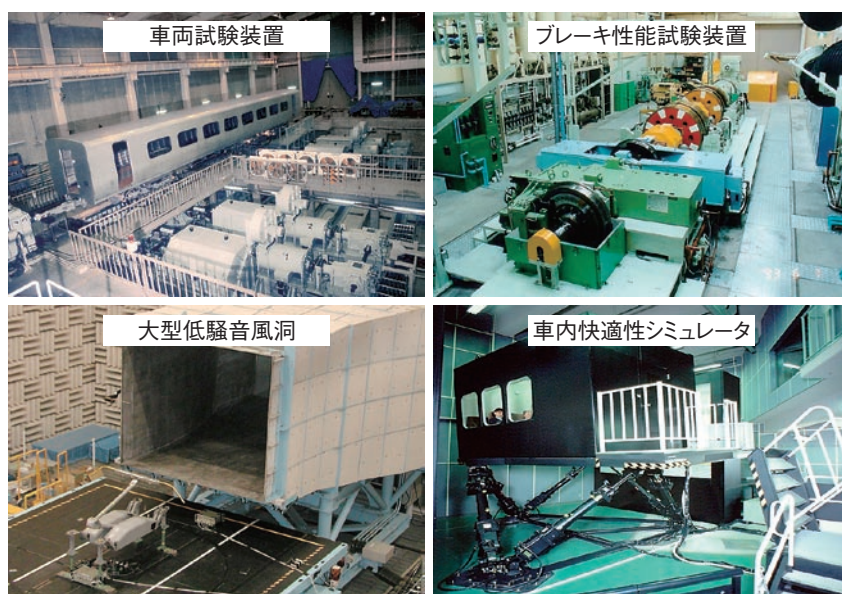 車両試験装置
ブレーキ性能試験装置
大型低騒音風洞
車内快適性シミュレータ